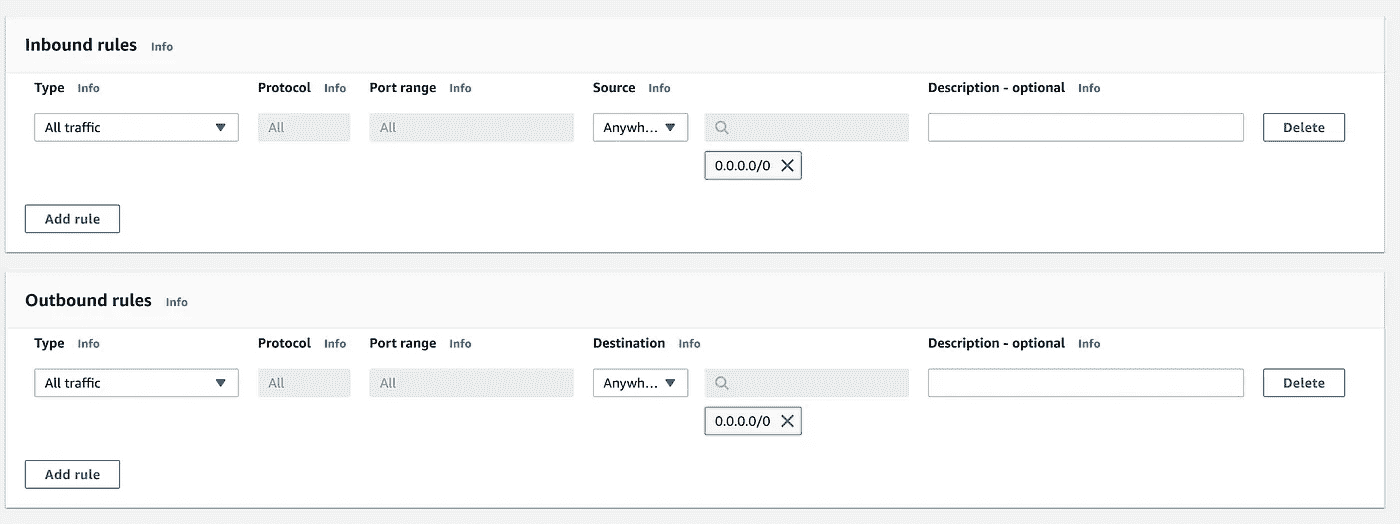 Inbound rules Info
Type Info Protocol Info Port range Info Source Info Description - optional Info
All traffic All All Anywh... Delete
0.0.0.0/0
Add rule
Outbound rules Info
Type Info Protocol Info Port range Info Destination Info Description - optional Info
All traffic All All Anywh... Delete
0.0.0.0/0
Add rule